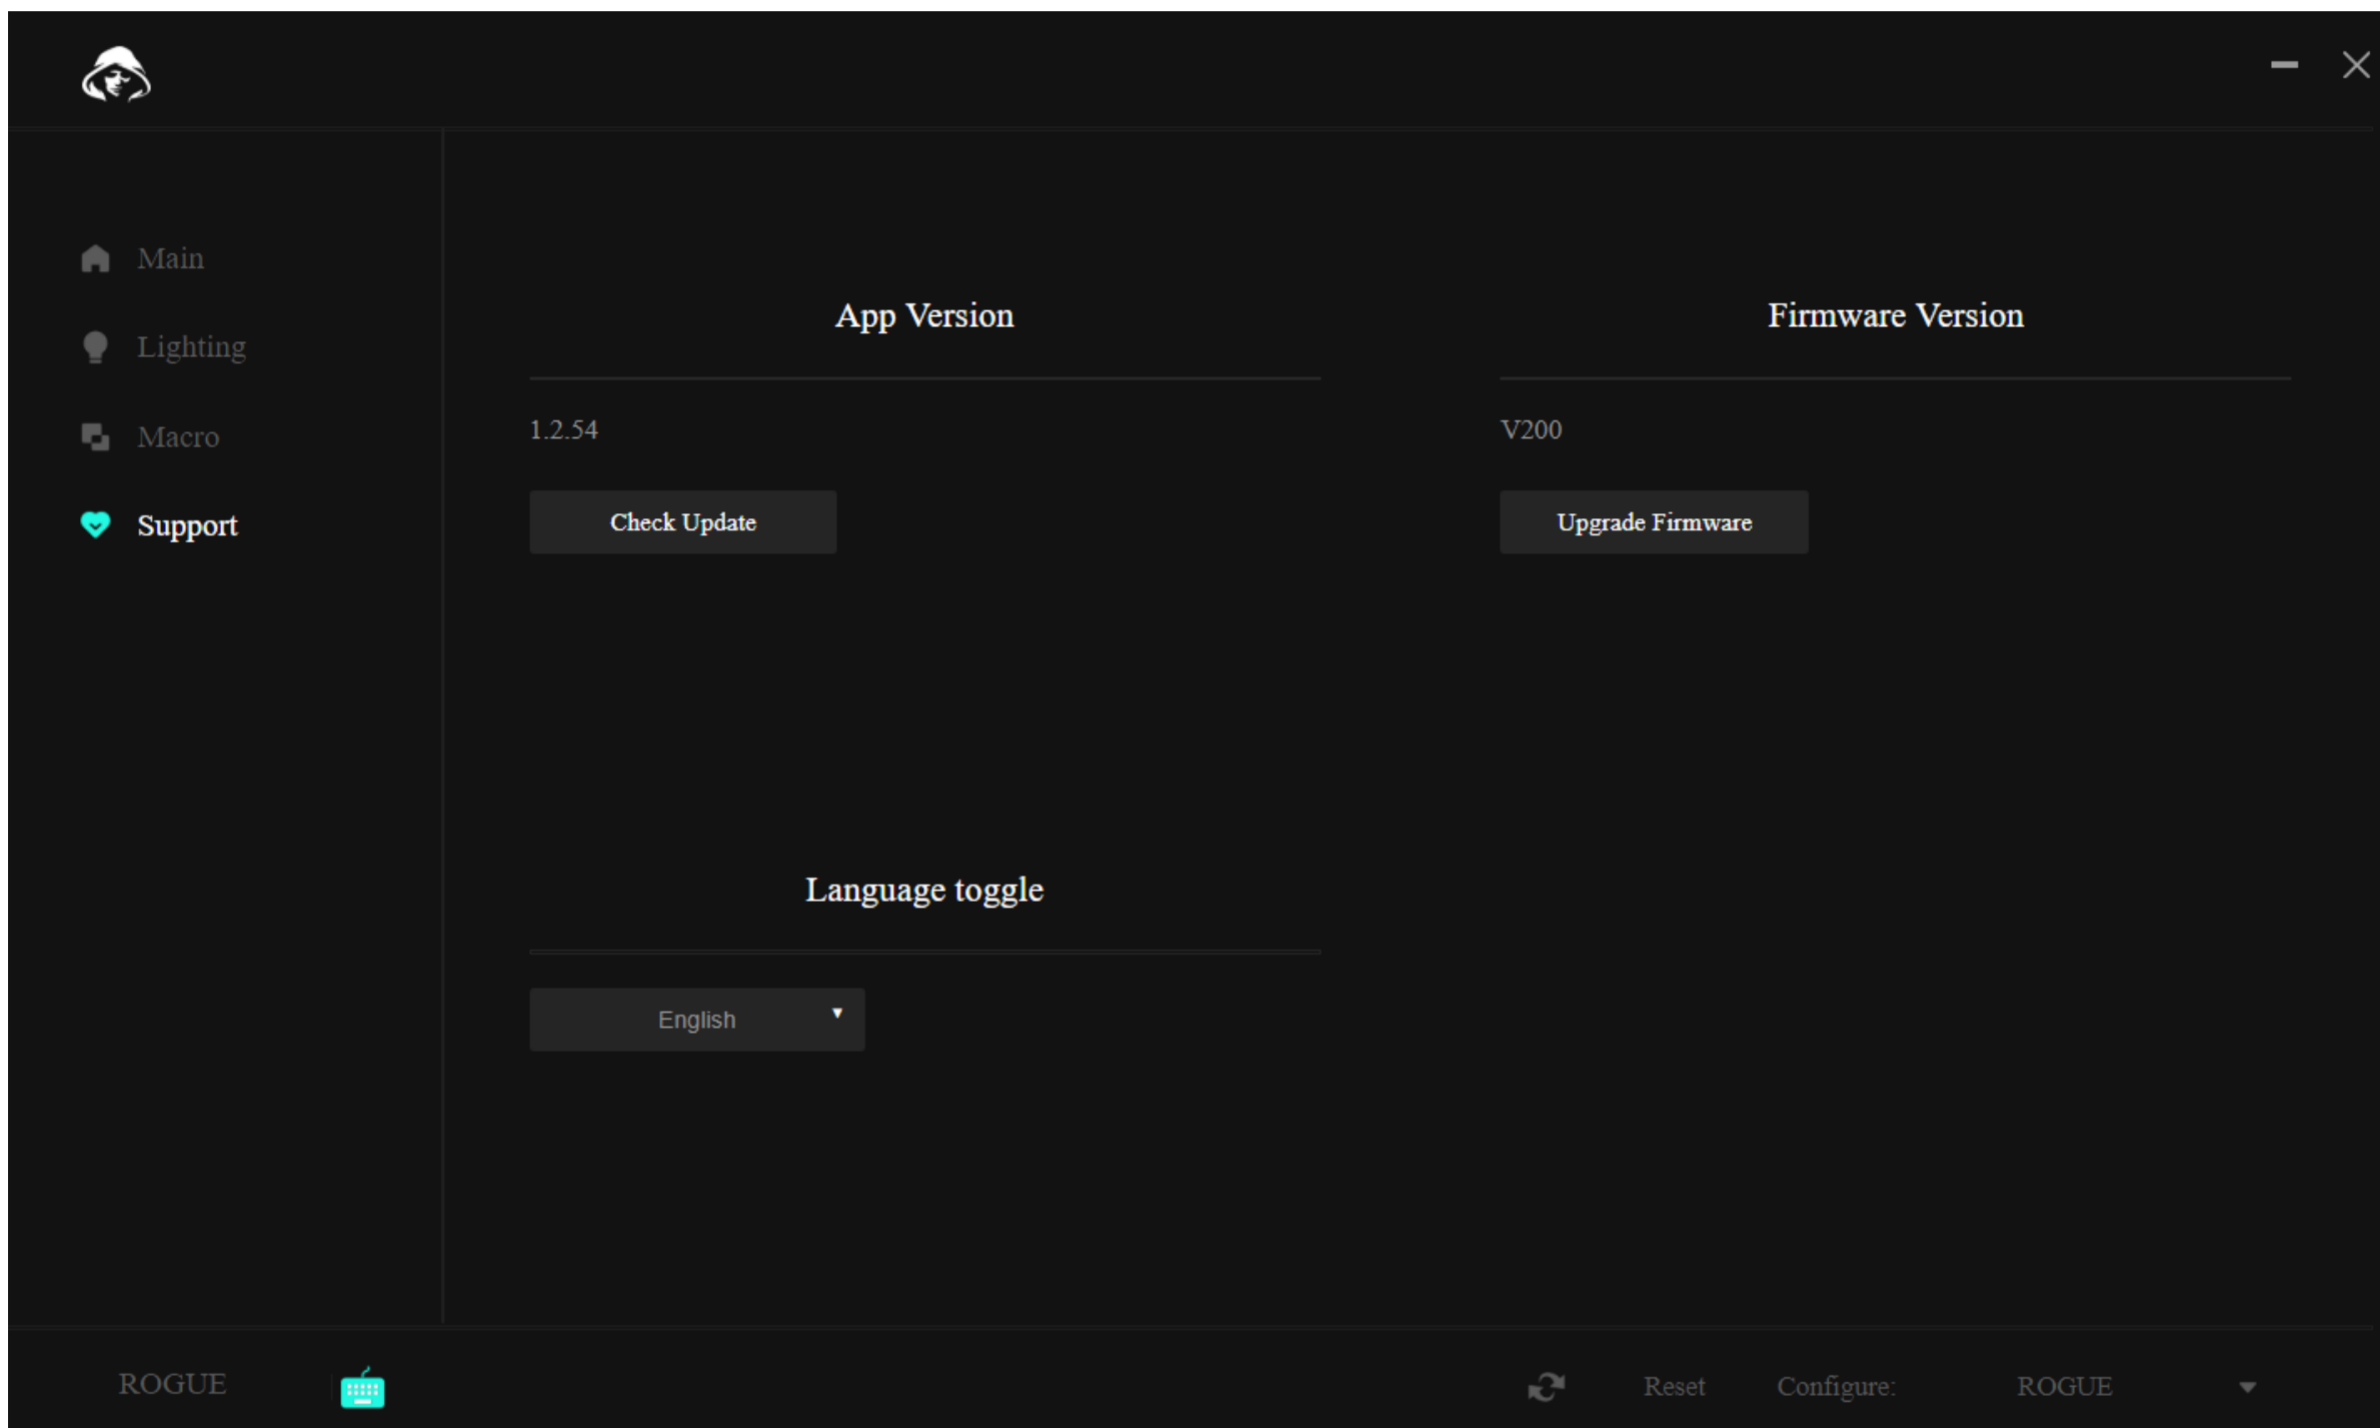 Main
Lighting
Macro
Support
App Version
1.2.54
Check Update
Firmware Version
V200
Upgrade Firmware
Language toggle
English
ROGUE
Reset Configure: ROGUE